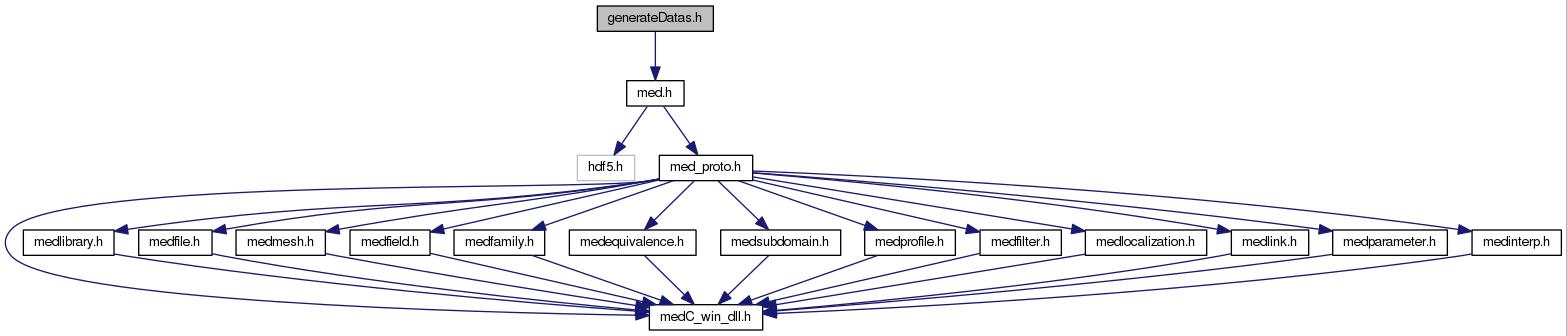 generateDatas.h
med.h
hdf5.h med_proto.h
medlibrary.h medfile.h medmesh.h medfield.h medfamily.h medequivalence.h medsubdomain.h medprofile.h medfilter.h medlocalization.h medlink.h medparameter.h medinterp.h
medC_win_dll.h